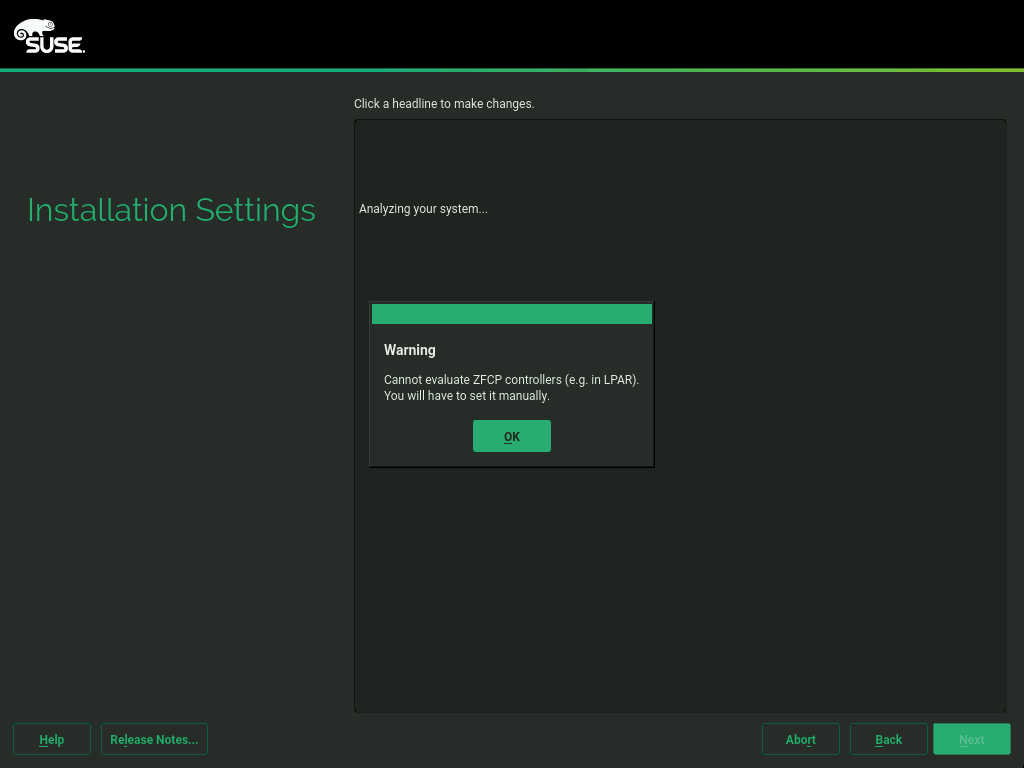 SUSE.
Click a headline to make changes.
Installation Settings
Analyzing your system...
Warning
Cannot evaluate ZFCP controllers (e.g. in LPAR).
You will have to set it manually.
OK
Help
Release Notes...
Abort
Back
Next